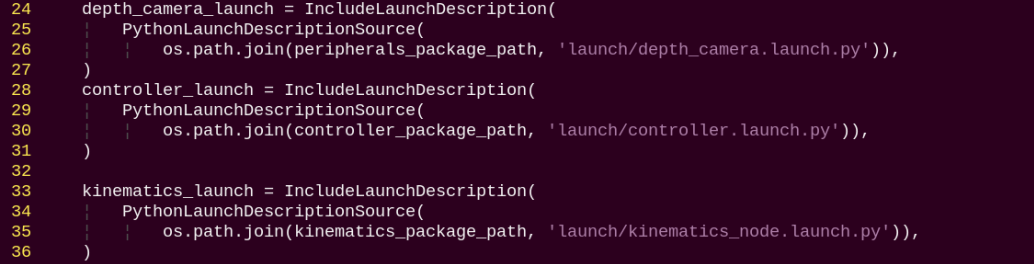 24     depth_camera_launch = IncludeLaunchDescription(
25         PythonLaunchDescriptionSource(
26             os.path.join(peripherals_package_path, 'launch/depth_camera.launch.py')),
27     )
28     controller_launch = IncludeLaunchDescription(
29         PythonLaunchDescriptionSource(
30             os.path.join(controller_package_path, 'launch/controller.launch.py')),
31     )
32
33     kinematics_launch = IncludeLaunchDescription(
34         PythonLaunchDescriptionSource(
35             os.path.join(kinematics_package_path, 'launch/kinematics_node.launch.py')),
36     )